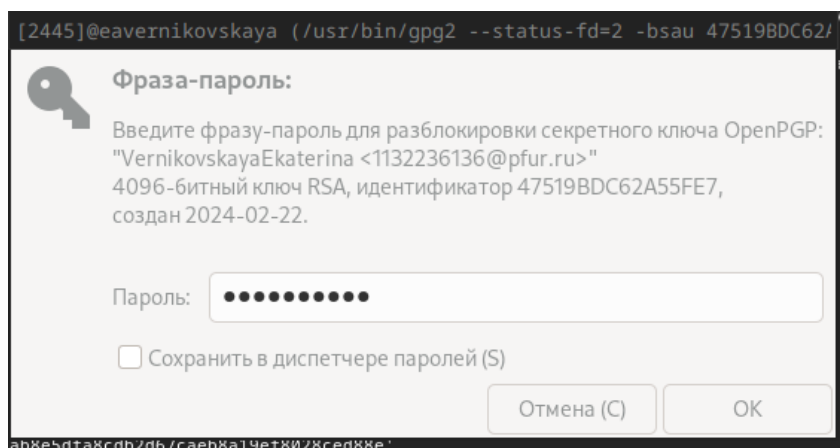 [2445]@eavernikovskaya (/usr/bin/gpg2 --status-fd=2 -bsau 47519BDC62A
Фраза-пароль:
Введите фразу-пароль для разблокировки секретного ключа OpenPGP:
"VernikovskayaEkaterina <1132236136@pfur.ru>"
4096-битный ключ RSA, идентификатор 47519BDC62A55FE7,
создан 2024-02-22.
Пароль: ●●●●●●●●●●
Сохранить в диспетчере паролей (S)
Отмена (C) OK